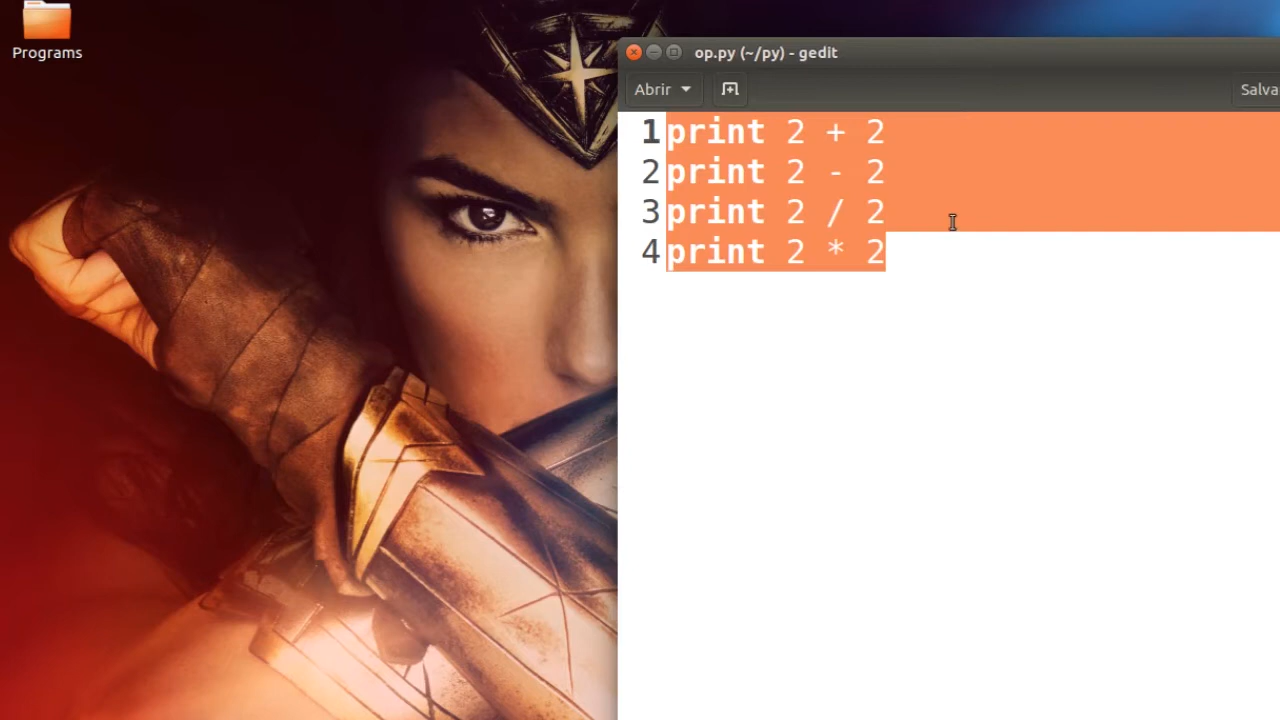 Programs
op.py (~/py) - gedit
Abrir
Salva
1 print 2 + 2
2 print 2 - 2
3 print 2 / 2
4 print 2 * 2